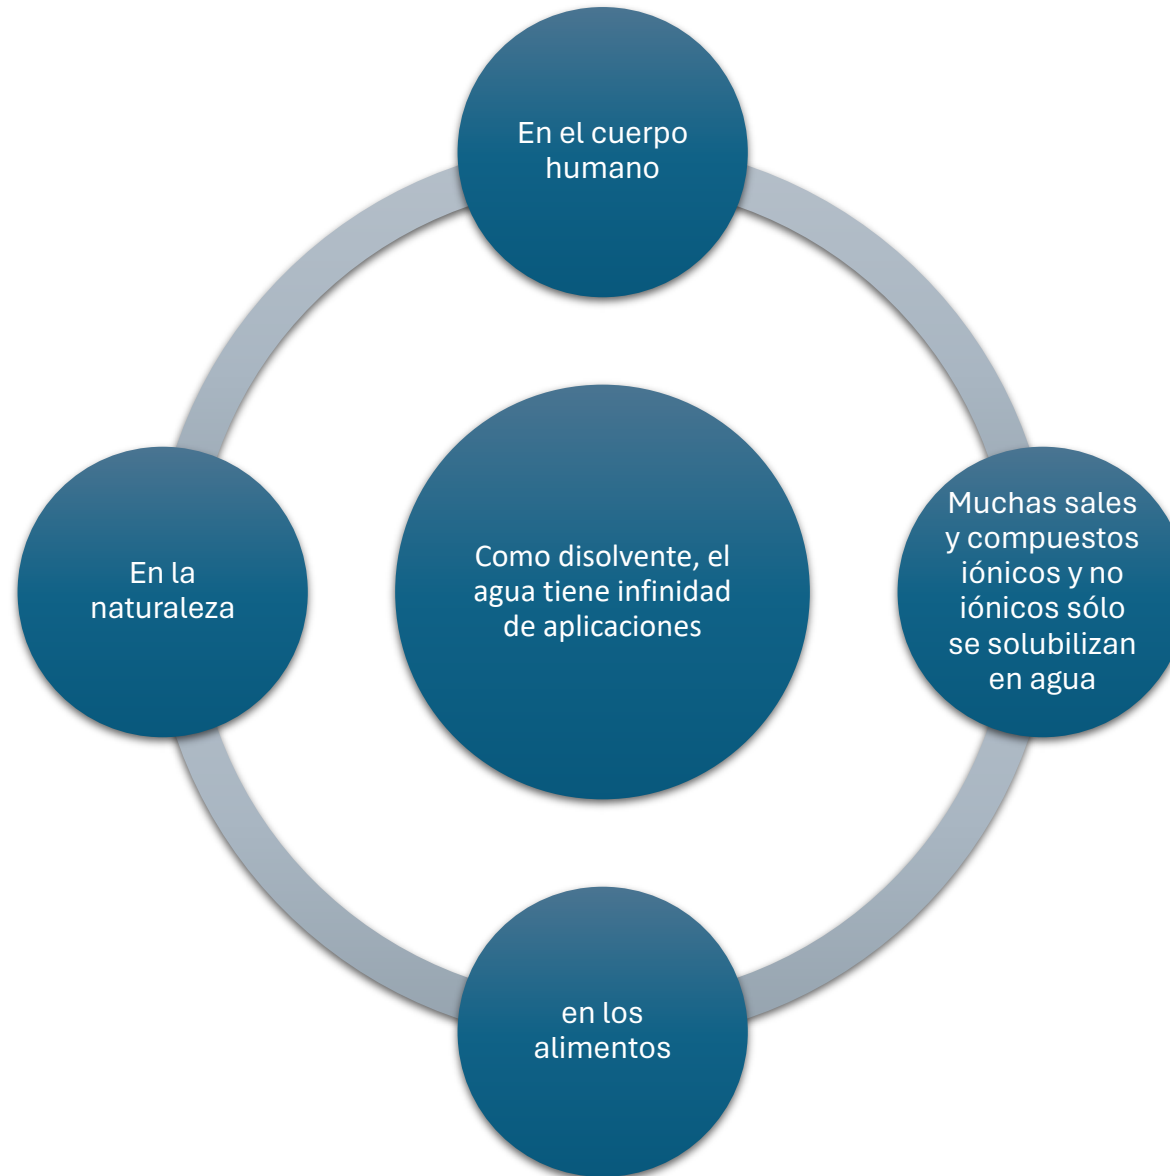 En el cuerpo
humano
Como disolvente, el
agua tiene infinidad
de aplicaciones
Muchas sales
y compuestos
iónicos y no
iónicos sólo
se solubilizan
en agua
en los
alimentos
En la
naturaleza